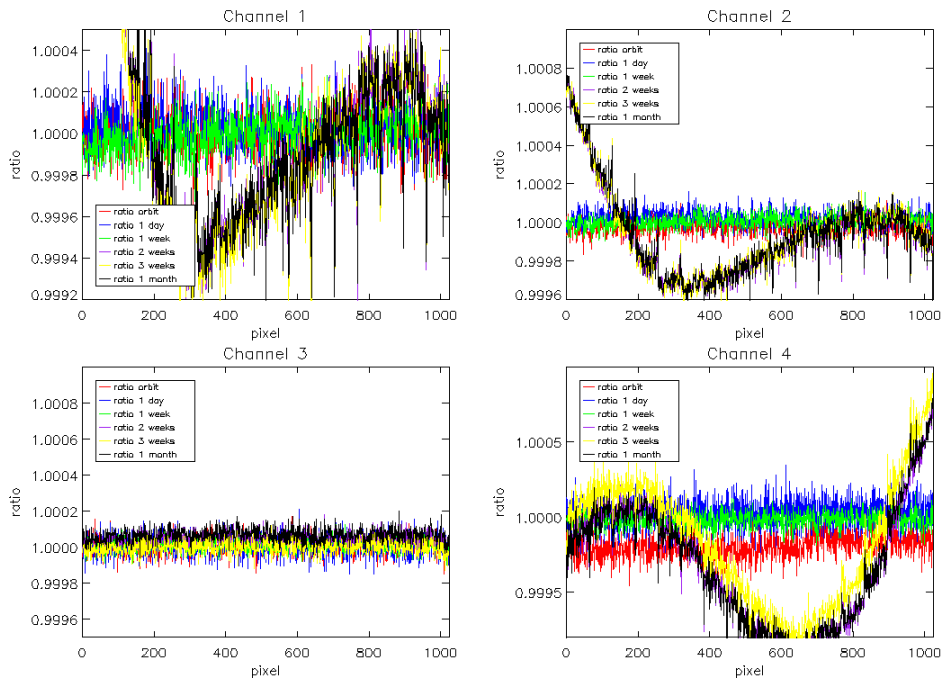 Channel 1
1.0004
1.0002
1.0000
0.9998
0.9996
0.9994
0.9992
ratio
ratio orbit
ratio 1 day
ratio 1 week
ratio 2 weeks
ratio 3 weeks
ratio 1 month
0 200 400 600 800 1000
pixel
Channel 2
1.0008
1.0006
1.0004
1.0002
1.0000
0.9998
0.9996
ratio
ratio orbit
ratio 1 day
ratio 1 week
ratio 2 weeks
ratio 3 weeks
ratio 1 month
0 200 400 600 800 1000
pixel
Channel 3
1.0008
1.0006
1.0004
1.0002
1.0000
0.9998
0.9996
ratio
ratio orbit
ratio 1 day
ratio 1 week
ratio 2 weeks
ratio 3 weeks
ratio 1 month
0 200 400 600 800 1000
pixel
Channel 4
1.0005
1.0000
0.9995
ratio
ratio orbit
ratio 1 day
ratio 1 week
ratio 2 weeks
ratio 3 weeks
ratio 1 month
0 200 400 600 800 1000
pixel